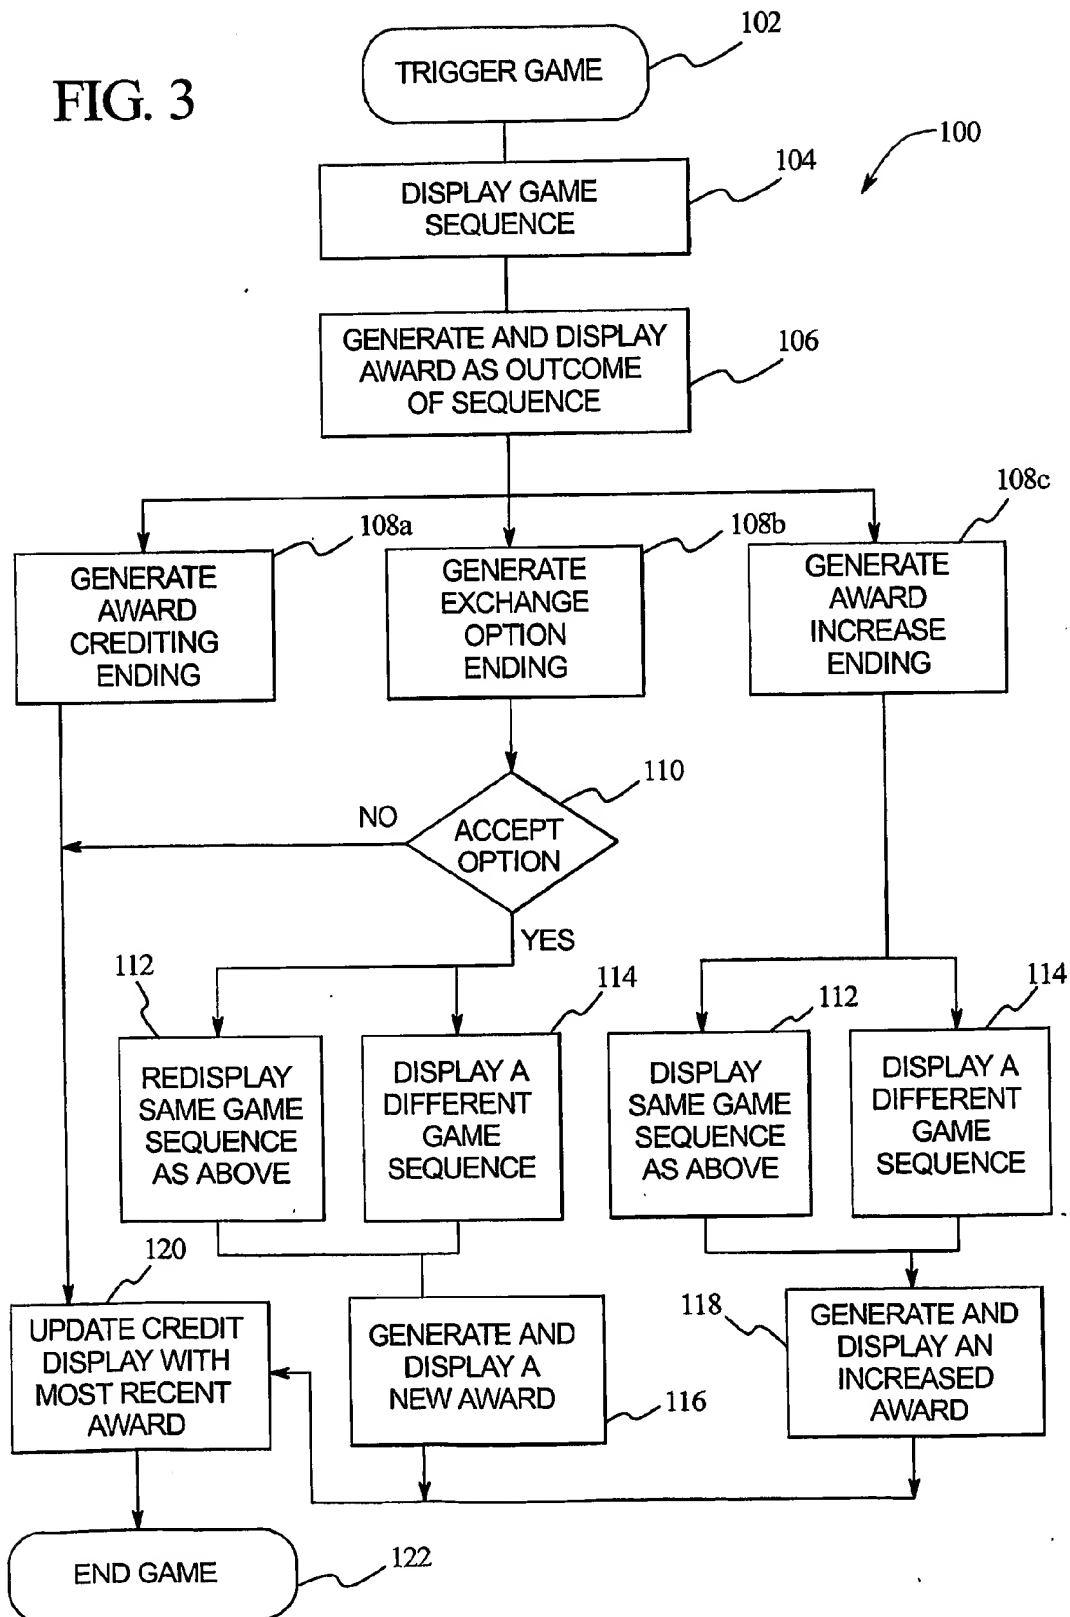 FIG. 3
TRIGGER GAME
102
100
DISPLAY GAME
SEQUENCE
104
GENERATE AND DISPLAY
AWARD AS OUTCOME
OF SEQUENCE
106
108a
GENERATE
AWARD
CREDITING
ENDING
108b
GENERATE
EXCHANGE
OPTION
ENDING
108c
GENERATE
AWARD
INCREASE
ENDING
110
ACCEPT
OPTION
NO
YES
112
REDISPLAY
SAME GAME
SEQUENCE
AS ABOVE
114
DISPLAY A
DIFFERENT
GAME
SEQUENCE
112
DISPLAY
SAME GAME
SEQUENCE
AS ABOVE
114
DISPLAY A
DIFFERENT
GAME
SEQUENCE
120
UPDATE CREDIT
DISPLAY WITH
MOST RECENT
AWARD
GENERATE AND
DISPLAY A
NEW AWARD
116
118
GENERATE AND
DISPLAY AN
INCREASED
AWARD
END GAME
122